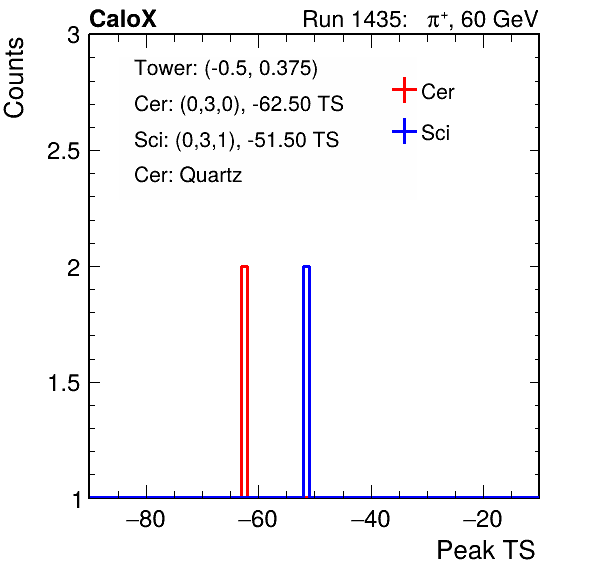 CaloX Run 1435: π⁺, 60 GeV
Counts
3
2.5
2
1.5
1
Tower: (-0.5, 0.375)
Cer: (0,3,0), -62.50 TS
Sci: (0,3,1), -51.50 TS
Cer: Quartz
Cer
Sci
−80 −60 −40 −20
Peak TS